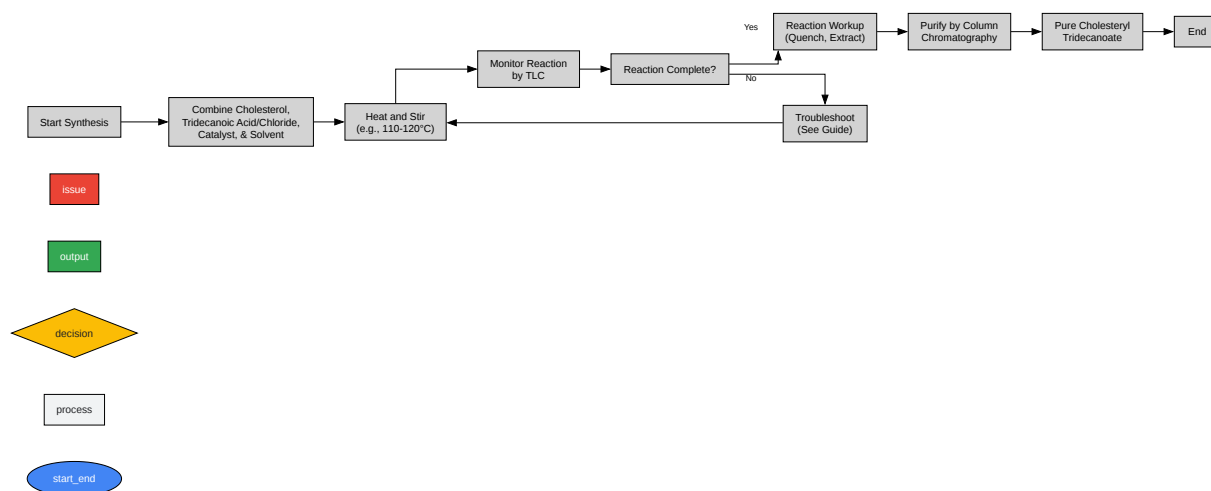 Start Synthesis
Combine Cholesterol,
Tridecanoic Acid/Chloride,
Catalyst, & Solvent
Heat and Stir
(e.g., 110-120°C)
Monitor Reaction
by TLC
Reaction Complete?
Yes
No
Reaction Workup
(Quench, Extract)
Purify by Column
Chromatography
Pure Cholesteryl
Tridecanoate
End
Troubleshoot
(See Guide)
issue
output
decision
process
start_end